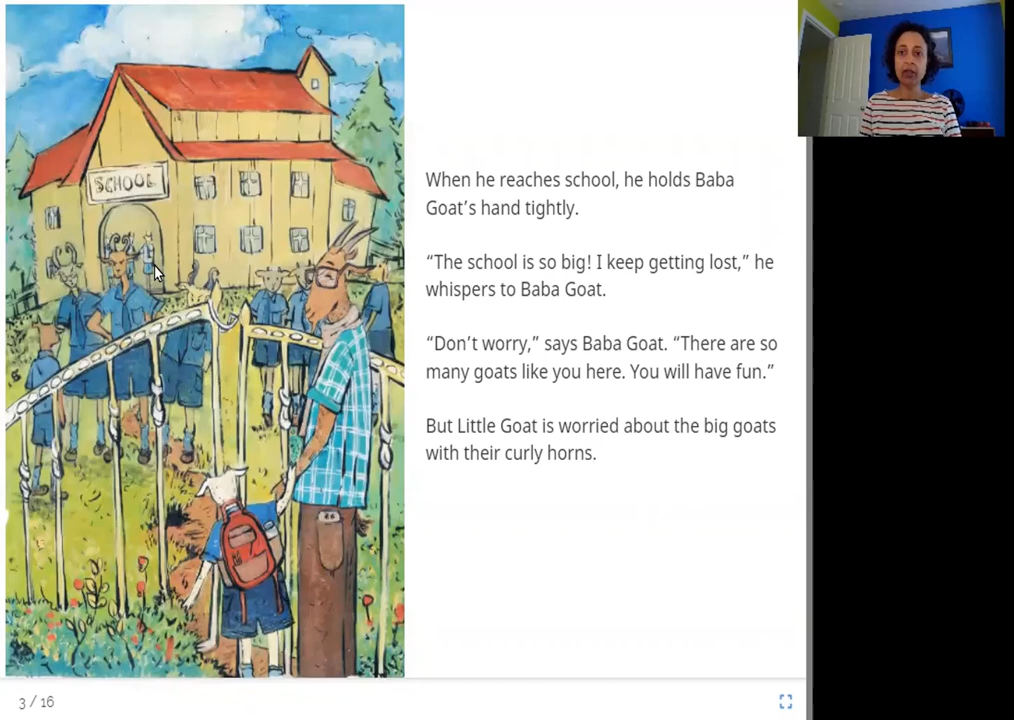 SCHOOL
When he reaches school, he holds Baba
Goat’s hand tightly.
“The school is so big! I keep getting lost,” he
whispers to Baba Goat.
“Don’t worry,” says Baba Goat. “There are so
many goats like you here. You will have fun.”
But Little Goat is worried about the big goats
with their curly horns.
3 / 16